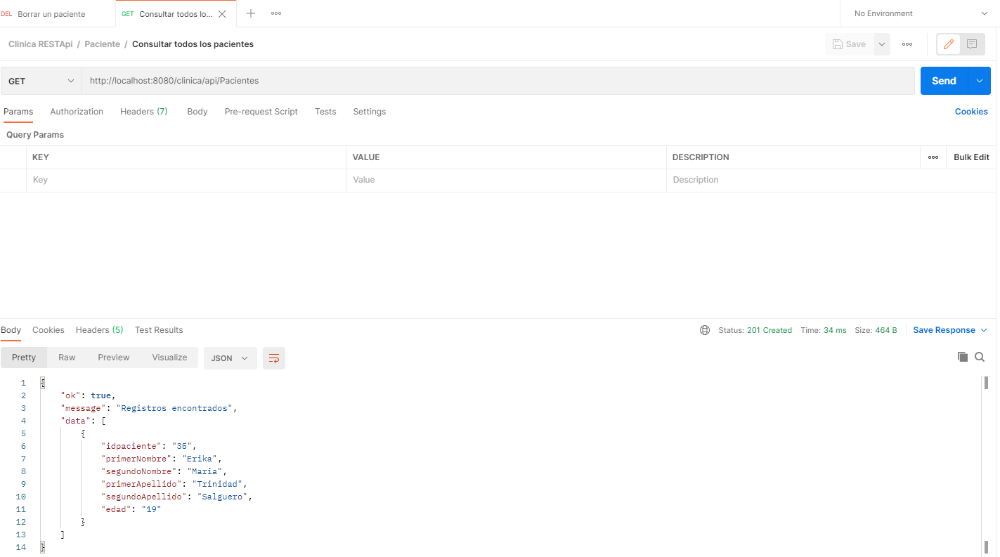 DEL Borrar un paciente GET Consultar todos lo... No Environment
Clinica RESTApi / Paciente / Consultar todos los pacientes Save
GET http://localhost:8080/clinica/api/Pacientes Send
Params Authorization Headers (7) Body Pre-request Script Tests Settings Cookies
Query Params
KEY VALUE DESCRIPTION Bulk Edit
Key Value Description
Body Cookies Headers (5) Test Results Status: 201 Created Time: 34 ms Size: 464 B Save Response
Pretty Raw Preview Visualize JSON
1 {
2 "ok": true,
3 "message": "Registros encontrados",
4 "data": [
5 {
6 "idpaciente": "35",
7 "primerNombre": "Erika",
8 "segundoNombre": "Maria",
9 "primerApellido": "Trinidad",
10 "segundoApellido": "Salguero",
11 "edad": "19"
12 }
13 ]
14 }